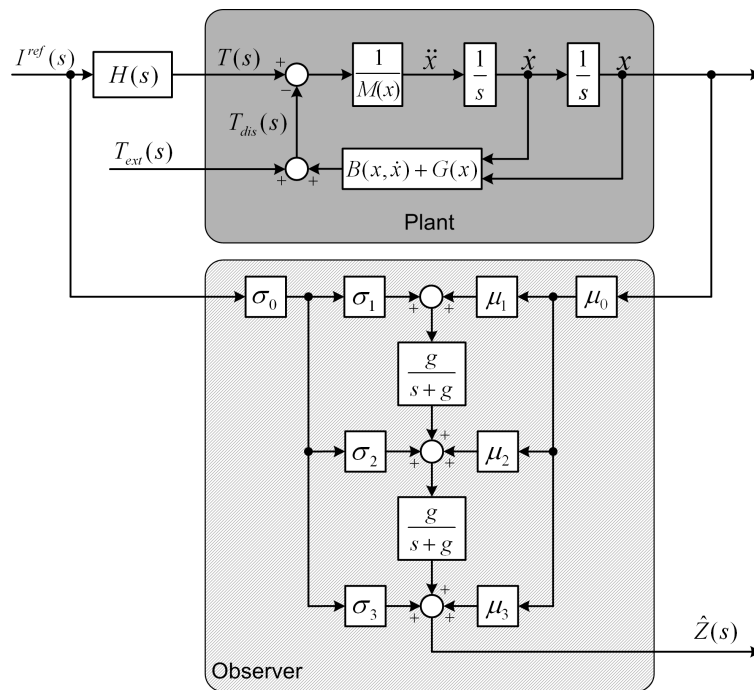 I^{ref}(s)
H(s)
T(s)
+
−
1/M(x)
ẍ
1/s
ẋ
1/s
x
T_{dis}(s)
T_{ext}(s)
+
+
B(x,ẋ)+G(x)
Plant
σ_0
σ_1
+
+
μ_1
μ_0
g/(s+g)
σ_2
+
+
+
μ_2
g/(s+g)
σ_3
+
+
+
μ_3
Ẑ(s)
Observer